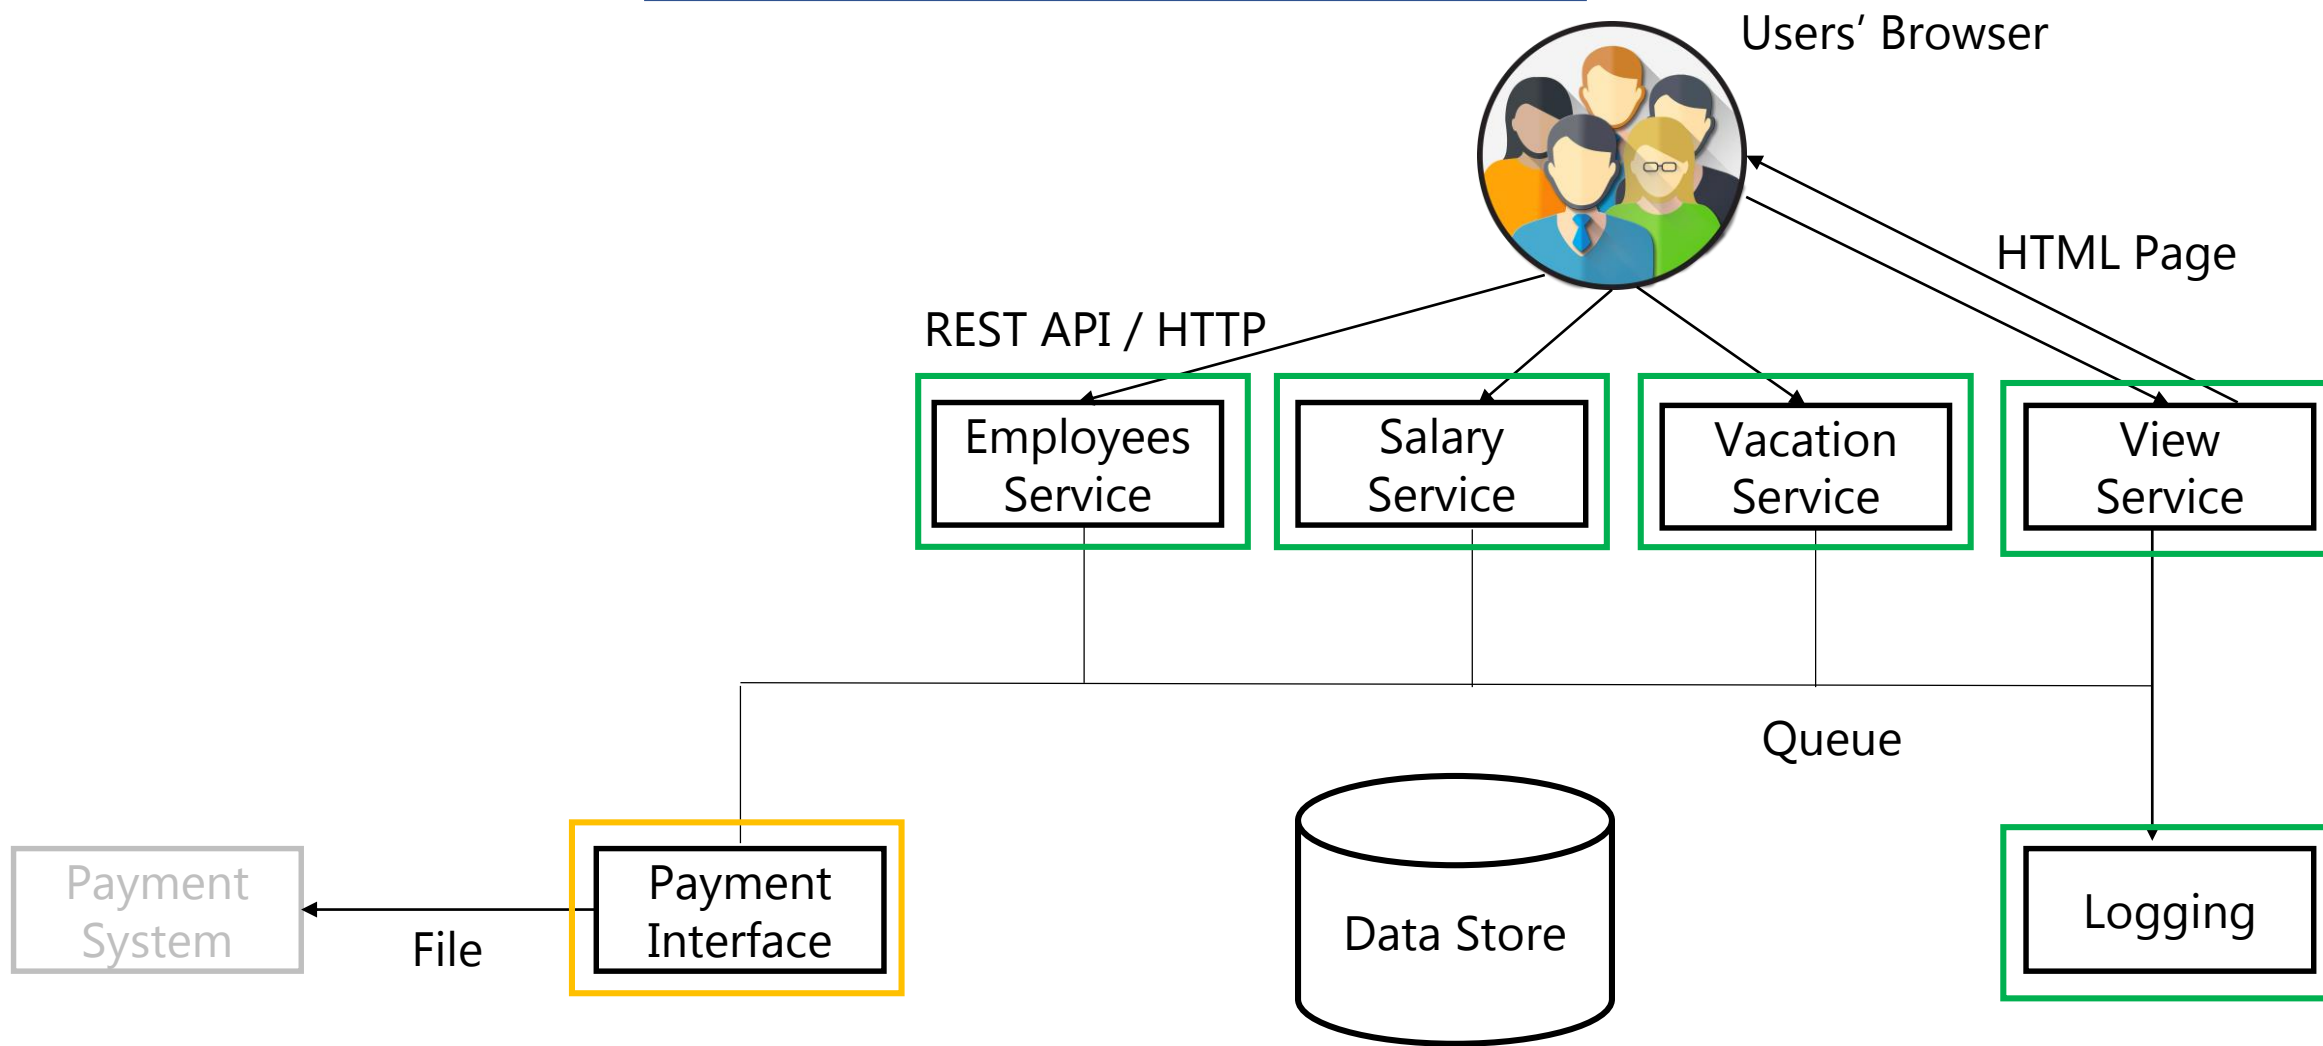 Users’ Browser
HTML Page
REST API / HTTP
Employees
Service
Salary
Service
Vacation
Service
View
Service
Queue
Payment
System
File
Payment
Interface
Data Store
Logging